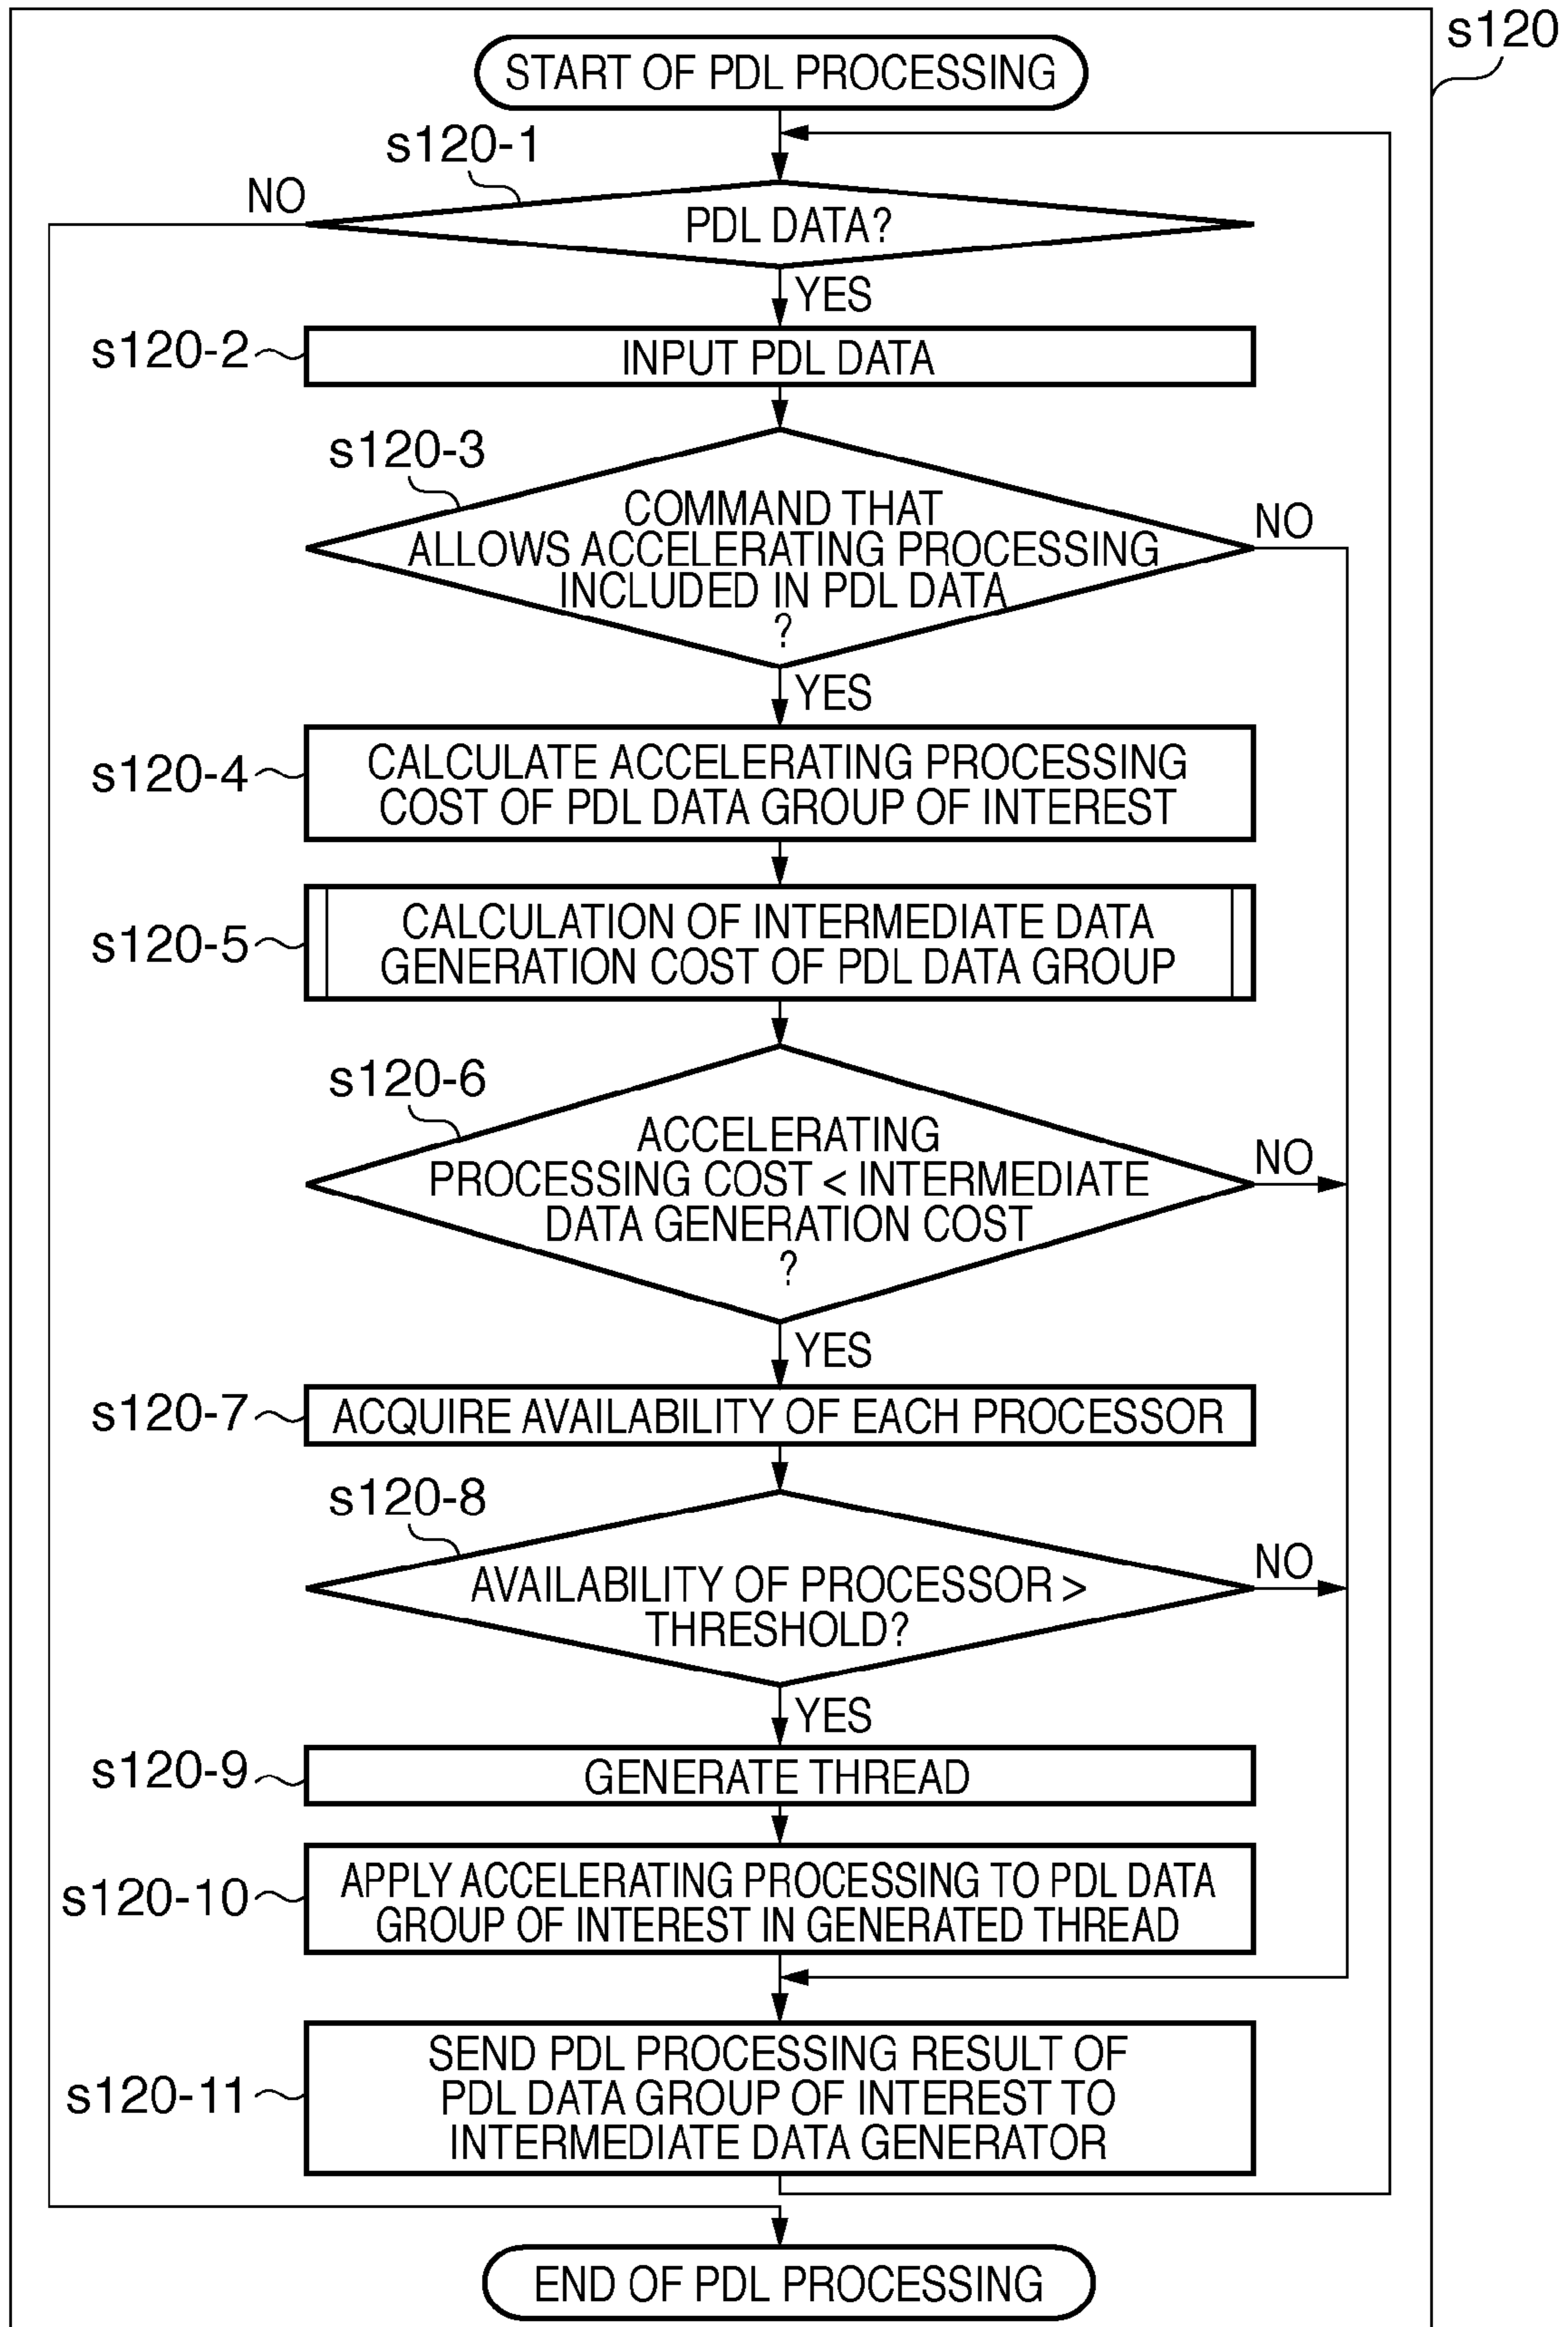 s120
START OF PDL PROCESSING
s120-1
NO
PDL DATA?
YES
s120-2
INPUT PDL DATA
s120-3
COMMAND THAT
ALLOWS ACCELERATING PROCESSING
INCLUDED IN PDL DATA
?
NO
YES
s120-4
CALCULATE ACCELERATING PROCESSING
COST OF PDL DATA GROUP OF INTEREST
s120-5
CALCULATION OF INTERMEDIATE DATA
GENERATION COST OF PDL DATA GROUP
s120-6
ACCELERATING
PROCESSING COST < INTERMEDIATE
DATA GENERATION COST
?
NO
YES
s120-7
ACQUIRE AVAILABILITY OF EACH PROCESSOR
s120-8
AVAILABILITY OF PROCESSOR >
THRESHOLD?
NO
YES
s120-9
GENERATE THREAD
s120-10
APPLY ACCELERATING PROCESSING TO PDL DATA
GROUP OF INTEREST IN GENERATED THREAD
s120-11
SEND PDL PROCESSING RESULT OF
PDL DATA GROUP OF INTEREST TO
INTERMEDIATE DATA GENERATOR
END OF PDL PROCESSING